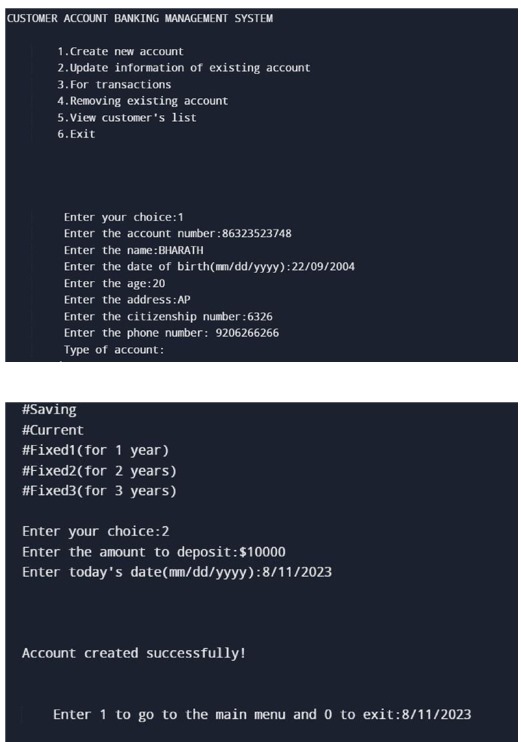 CUSTOMER ACCOUNT BANKING MANAGEMENT SYSTEM
1.Create new account
2.Update information of existing account
3.For transactions
4.Removing existing account
5.View customer's list
6.Exit
Enter your choice:1
Enter the account number:86323523748
Enter the name:BHARATH
Enter the date of birth(mm/dd/yyyy):22/09/2004
Enter the age:20
Enter the address:AP
Enter the citizenship number:6326
Enter the phone number: 9206266266
Type of account:
#Saving
#Current
#Fixed1(for 1 year)
#Fixed2(for 2 years)
#Fixed3(for 3 years)
Enter your choice:2
Enter the amount to deposit:$10000
Enter today's date(mm/dd/yyyy):8/11/2023
Account created successfully!
Enter 1 to go to the main menu and 0 to exit:8/11/2023